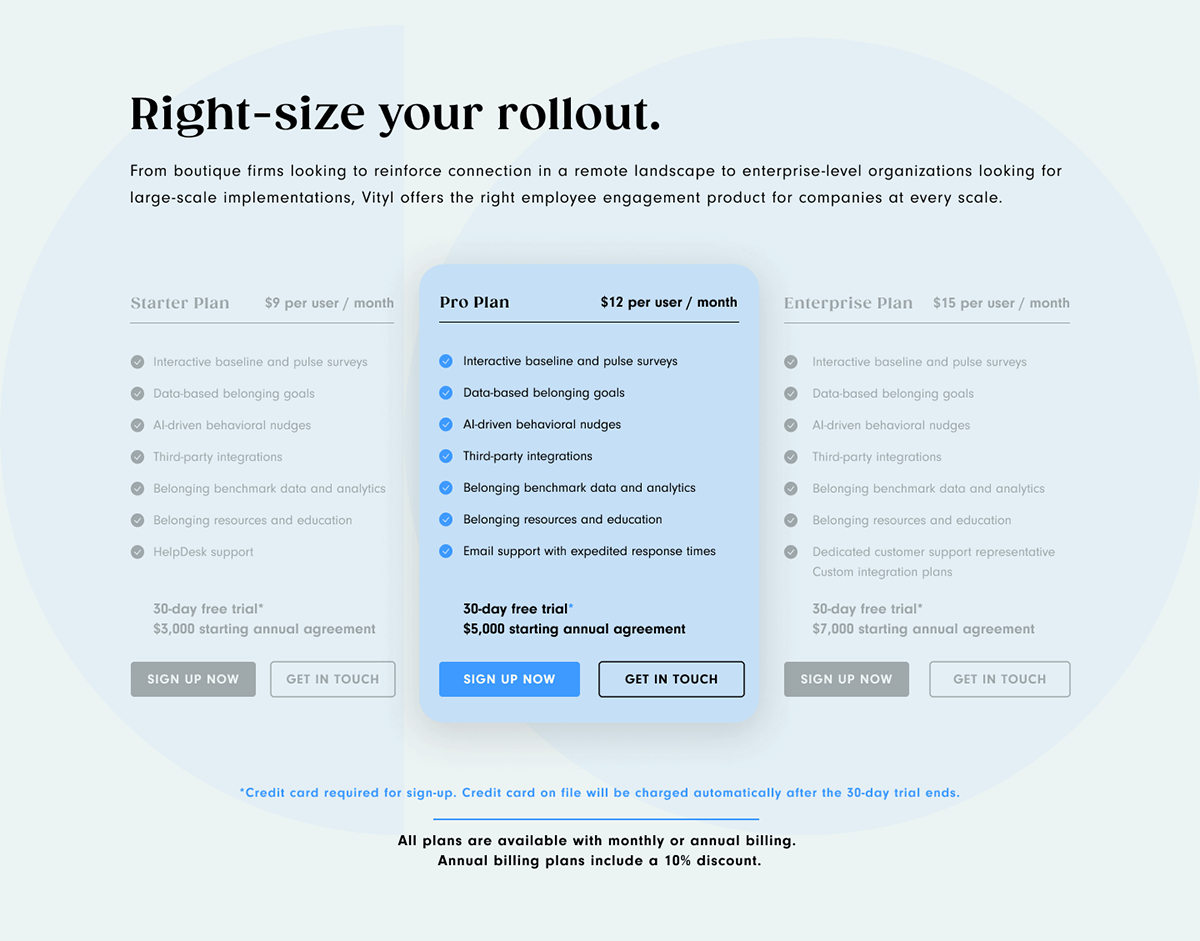 Right-size your rollout.
From boutique firms looking to reinforce connection in a remote landscape to enterprise-level organizations looking for
large-scale implementations, Vityl offers the right employee engagement product for companies at every scale.
Starter Plan $9 per user / month
Interactive baseline and pulse surveys
Data-based belonging goals
AI-driven behavioral nudges
Third-party integrations
Belonging benchmark data and analytics
Belonging resources and education
HelpDesk support
30-day free trial*
$3,000 starting annual agreement
SIGN UP NOW GET IN TOUCH
Pro Plan $12 per user / month
Interactive baseline and pulse surveys
Data-based belonging goals
AI-driven behavioral nudges
Third-party integrations
Belonging benchmark data and analytics
Belonging resources and education
Email support with expedited response times
30-day free trial*
$5,000 starting annual agreement
SIGN UP NOW GET IN TOUCH
Enterprise Plan $15 per user / month
Interactive baseline and pulse surveys
Data-based belonging goals
AI-driven behavioral nudges
Third-party integrations
Belonging benchmark data and analytics
Belonging resources and education
Dedicated customer support representative
Custom integration plans
30-day free trial*
$7,000 starting annual agreement
SIGN UP NOW GET IN TOUCH
*Credit card required for sign-up. Credit card on file will be charged automatically after the 30-day trial ends.
All plans are available with monthly or annual billing.
Annual billing plans include a 10% discount.